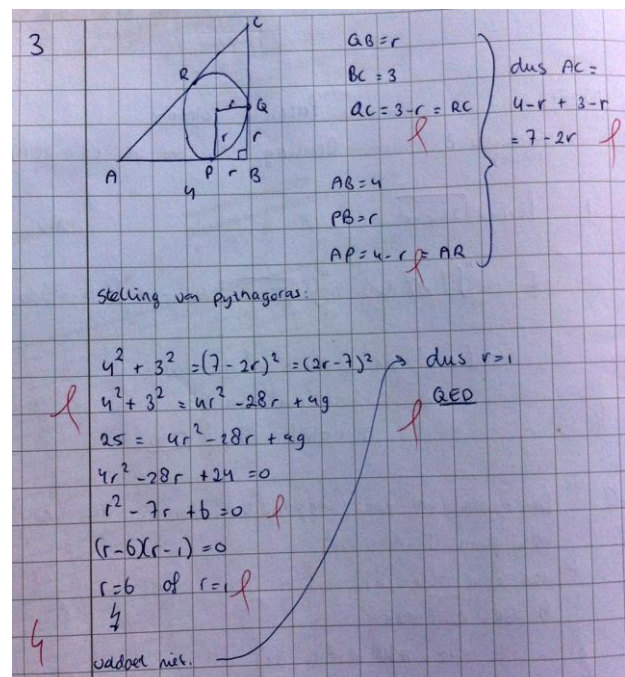 3
C
R
r
Q
r
r
A
P
r
B
4
QB = r
BC = 3
QC = 3-r = RC
AB = 4
PB = r
AP = 4-r = AR
dus AC =
4-r + 3-r
= 7-2r
Stelling van pythagoras:
4² + 3² = (7-2r)² = (2r-7)²
4² + 3² = 4r² - 28r + 49
25 = 4r² - 28r + 49
4r² - 28r + 24 = 0
r² - 7r + 6 = 0
(r-6)(r-1) = 0
r=6 of r=1
voldoet niet.
dus r=1
QED
4